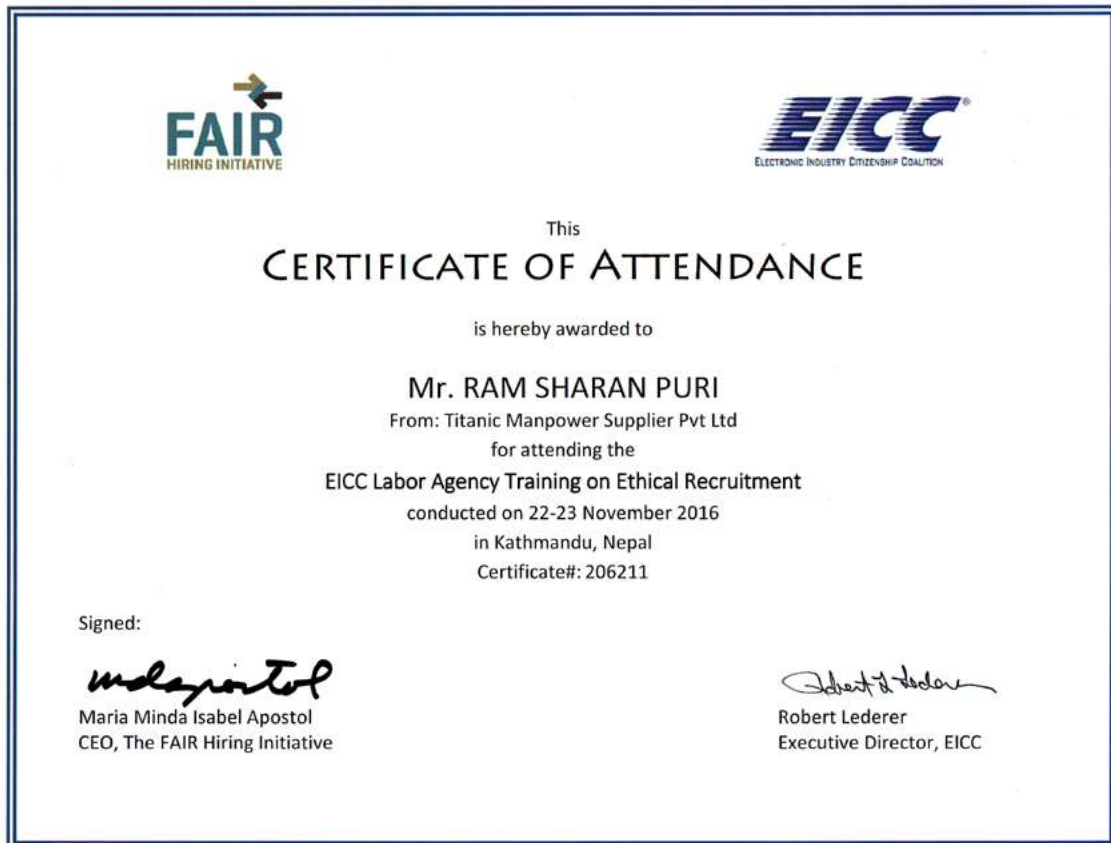 FAIR
HIRING INITIATIVE
EICC®
ELECTRONIC INDUSTRY CITIZENSHIP COALITION
This
CERTIFICATE OF ATTENDANCE
is hereby awarded to
Mr. RAM SHARAN PURI
From: Titanic Manpower Supplier Pvt Ltd
for attending the
EICC Labor Agency Training on Ethical Recruitment
conducted on 22-23 November 2016
in Kathmandu, Nepal
Certificate#: 206211
Signed:
mdapostol
Robert Lederer
Maria Minda Isabel Apostol
CEO, The FAIR Hiring Initiative
Robert Lederer
Executive Director, EICC